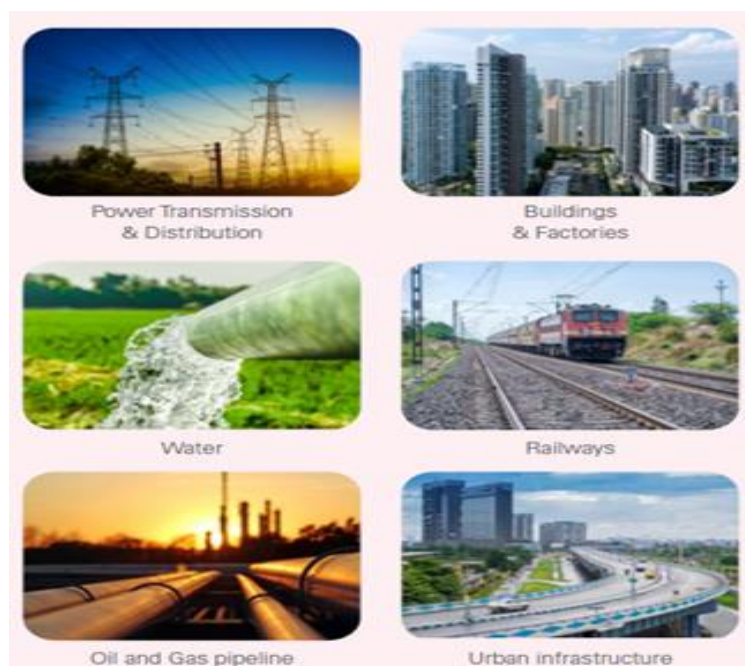 Power Transmission
& Distribution
Buildings
& Factories
Water
Railways
Oil and Gas pipeline
Urban infrastructure